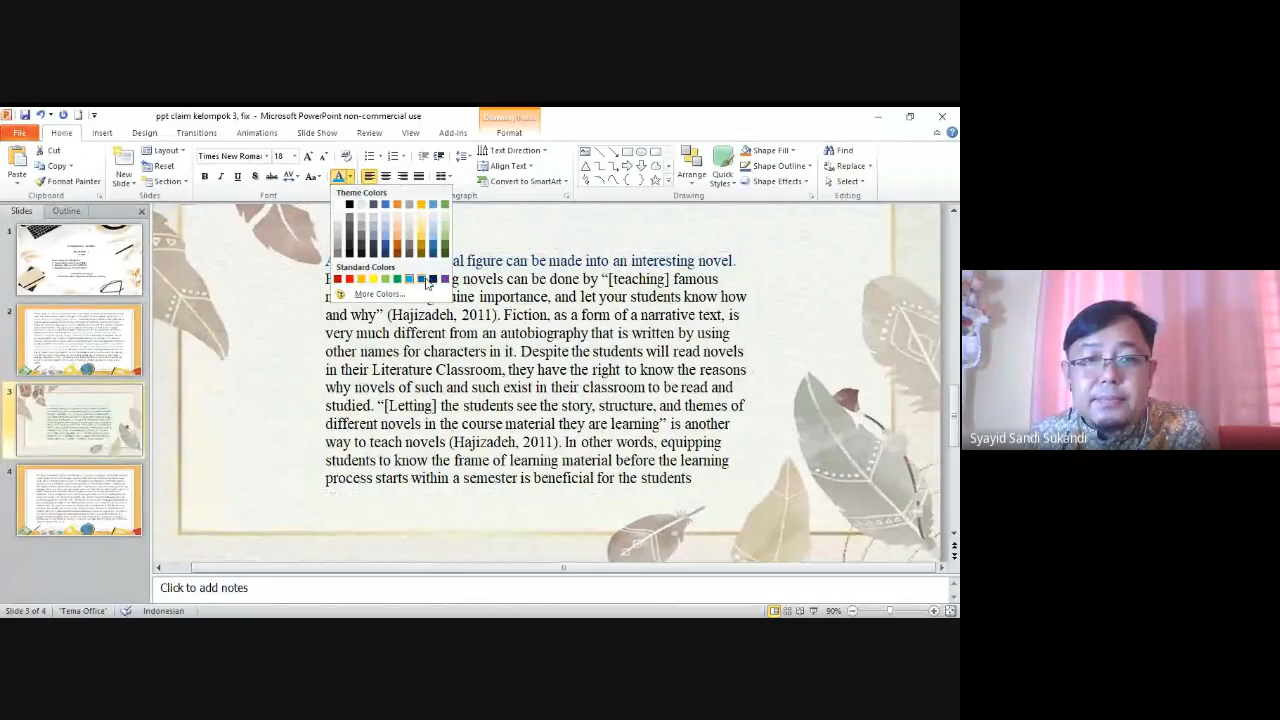 ppt claim kelompok 3, fix - Microsoft PowerPoint non-commercial use
Drawing Tools
File Home Insert Design Transitions Animations Slide Show Review View Add-Ins Format
Cut
Copy
Format Painter
Paste
Clipboard
New Slide
Layout
Reset
Section
Slides
Times New Roman 18
B I U S abc AV Aa A
Font
Text Direction
Align Text
Convert to SmartArt
Arrange
Quick Styles
Shape Fill
Shape Outline
Shape Effects
Drawing
Find
Replace
Select
Editing
Theme Colors
Standard Colors
More Colors...
Slides Outline
1
2
3
4
al figure can be made into an interesting novel.
ng novels can be done by “[teaching] famous
importance, and let your students know how
and why” (Hajizadeh, 2011). Fiction as a form of a narrative text, is
very much different from autobiography that is written by using
other names for characters in it. Despite the students will read novels
in their Literature Classroom, they have the right to know the reasons
why novels of such and such exist in their classroom to be read and
studied. “[Letting] the students see the story, structure, and themes of
different novels in the course material they are learning” is another
way to teach novels (Hajizadeh, 2011). In other words, equipping
students to know the frame of learning material before the learning
process starts within a semester is beneficial for the students
Click to add notes
Slide 3 of 4 'Tema Office' Indonesian 90%
Syayid Sandi Sukandi